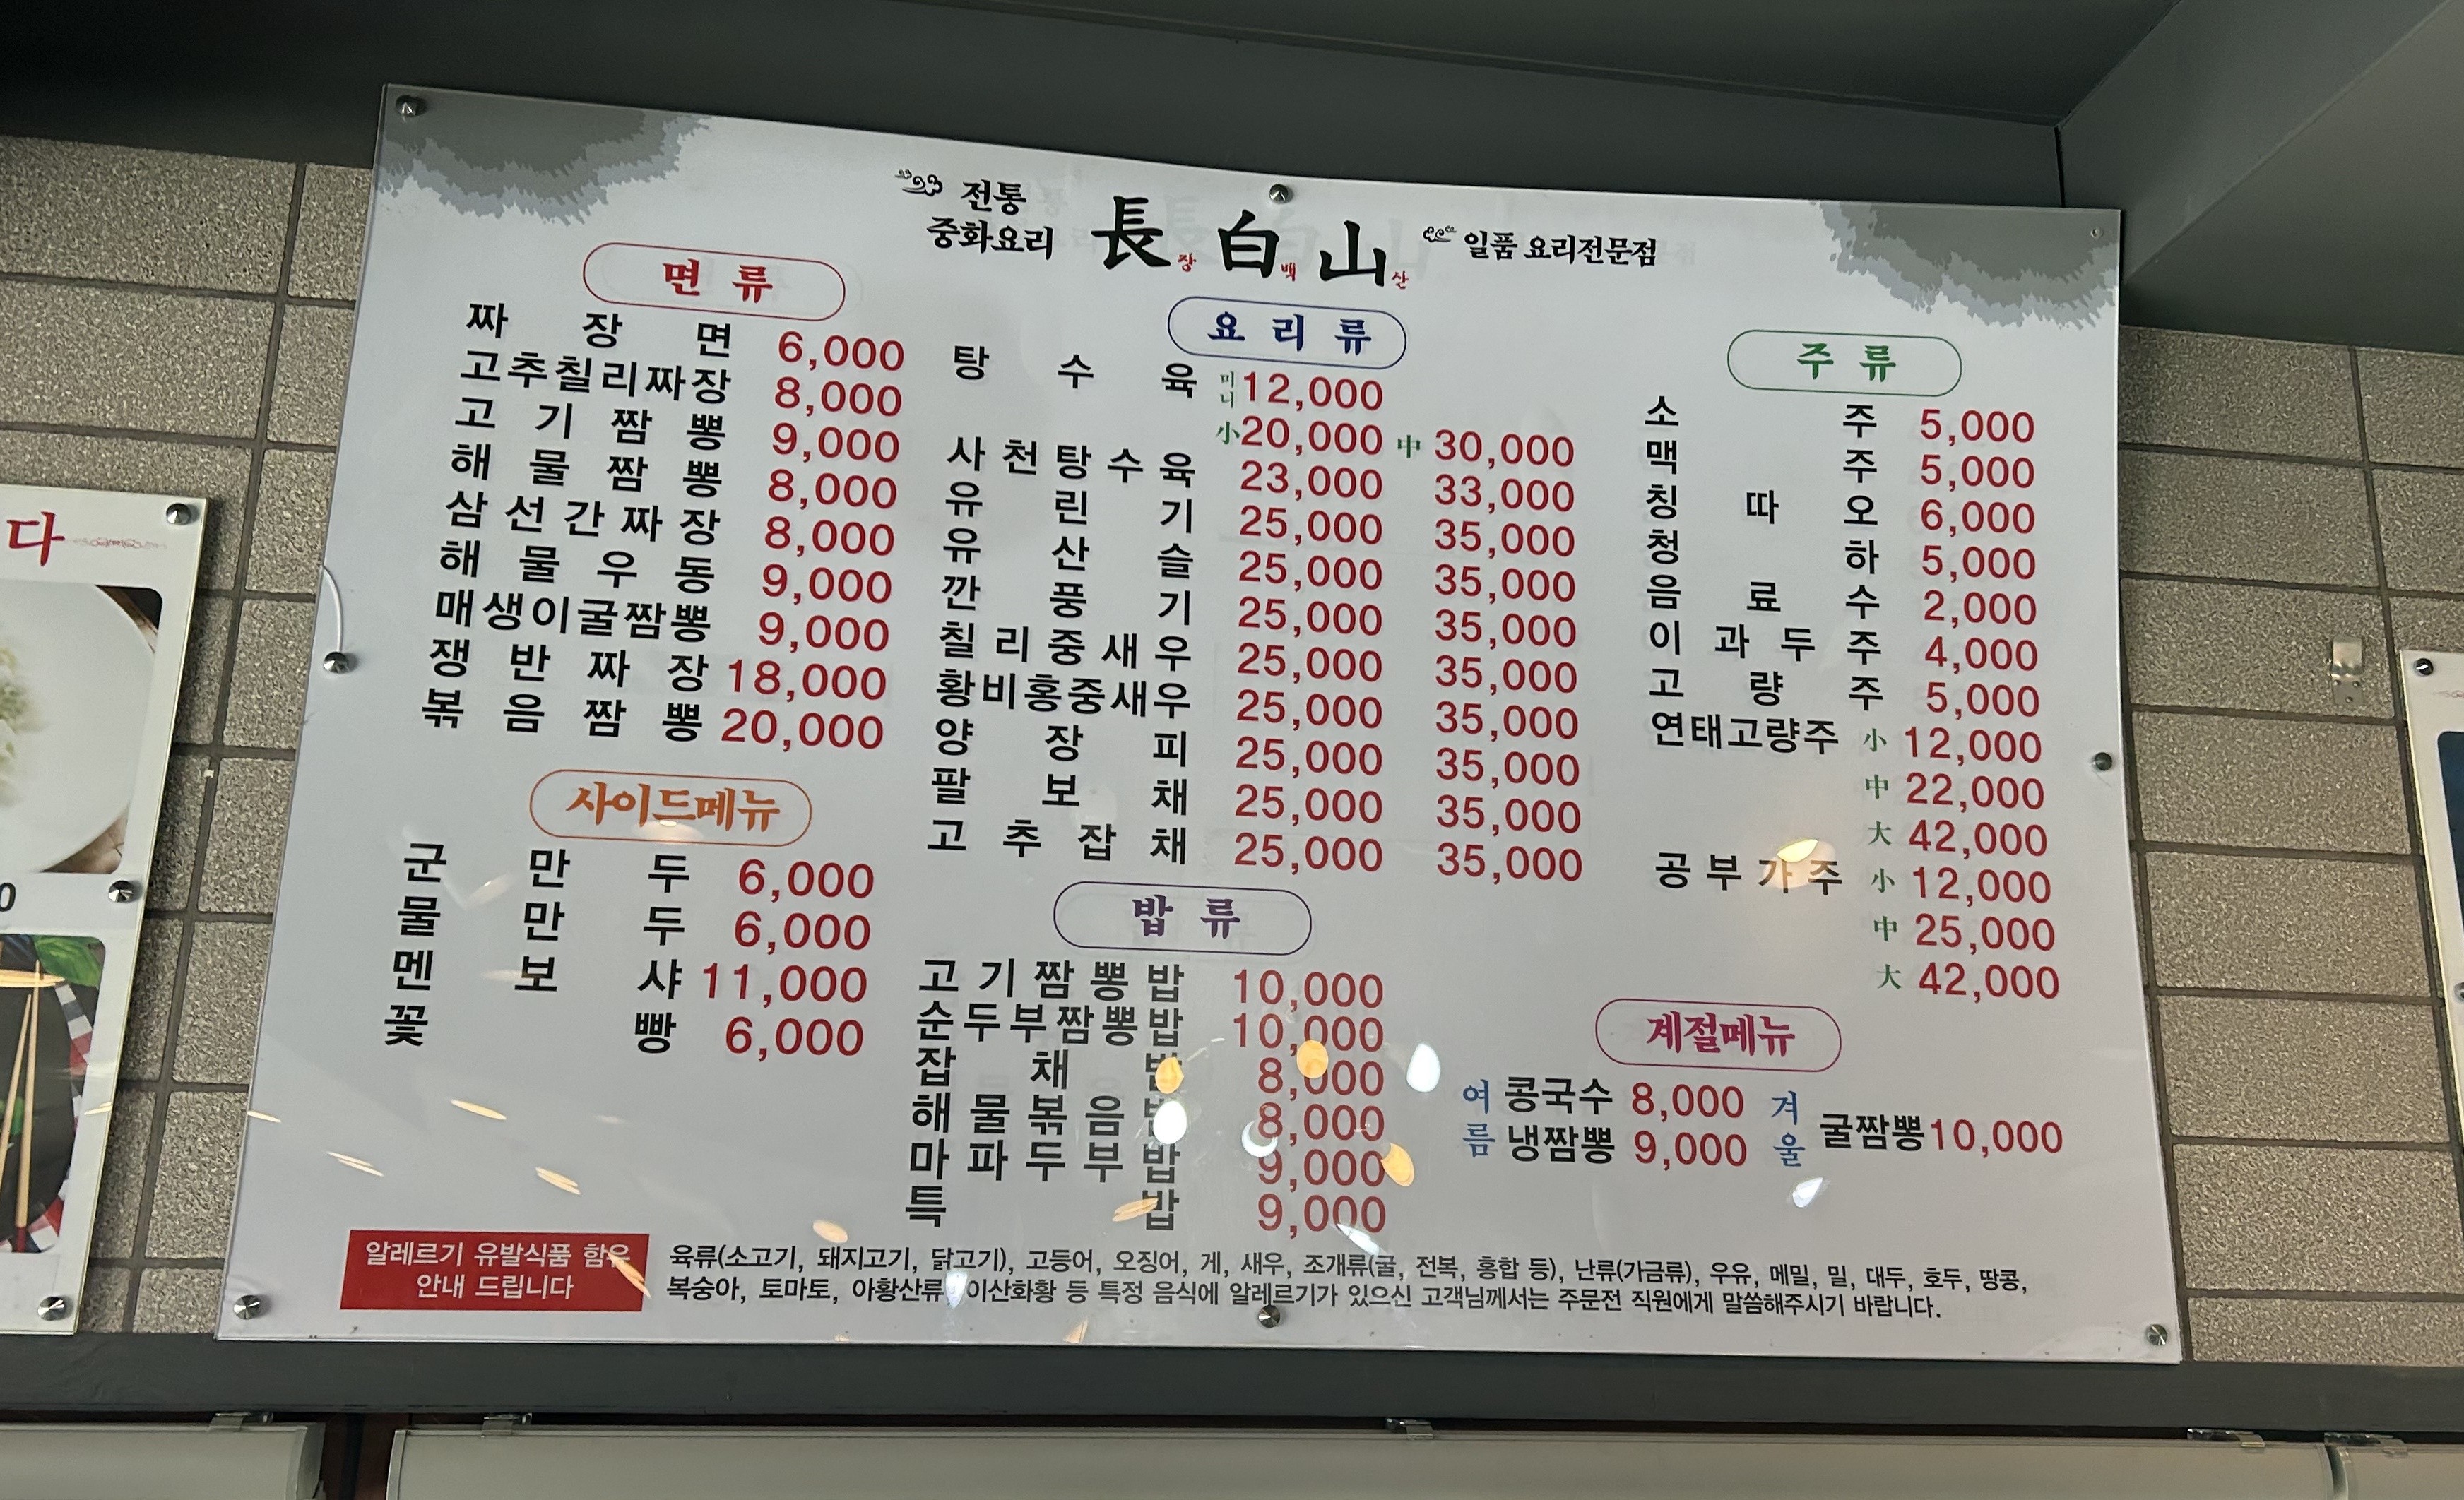 전통
중화요리
長白山
장백산
일품 요리전문점
면류
짜장면 6,000
고추칠리짜장 8,000
고기짬뽕 9,000
해물짬뽕 8,000
삼선간짜장 8,000
해물우동 9,000
매생이굴짬뽕 9,000
쟁반짜장 18,000
볶음짬뽕 20,000
사이드메뉴
군만두 6,000
물만두 6,000
멘보샤 11,000
꽃빵 6,000
요리류
탕수육 미니 12,000
小 20,000 中 30,000
사천탕수육 23,000 33,000
유린기 25,000 35,000
유산슬 25,000 35,000
깐풍기 25,000 35,000
칠리중새우 25,000 35,000
황비홍중새우 25,000 35,000
양장피 25,000 35,000
팔보채 25,000 35,000
고추잡채 25,000 35,000
밥류
고기짬뽕밥 10,000
순두부짬뽕밥 10,000
잡채밥 8,000
해물볶음밥 8,000
마파두부밥 9,000
특밥 9,000
주류
소주 5,000
맥주 5,000
칭따오 6,000
청하 5,000
음료수 2,000
이과두주 4,000
고량주 5,000
연태고량주 小 12,000
中 22,000
大 42,000
공부가주 小 12,000
中 25,000
大 42,000
계절메뉴
여름 콩국수 8,000
냉짬뽕 9,000
겨울 굴짬뽕 10,000
알레르기 유발식품 함유
안내 드립니다
육류(소고기, 돼지고기, 닭고기), 고등어, 오징어, 게, 새우, 조개류(굴, 전복, 홍합 등), 난류(가금류), 우유, 메밀, 밀, 대두, 호두, 땅콩,
복숭아, 토마토, 아황산류, 이산화황 등 특정 음식에 알레르기가 있으신 고객님께서는 주문전 직원에게 말씀해주시기 바랍니다.
다
0